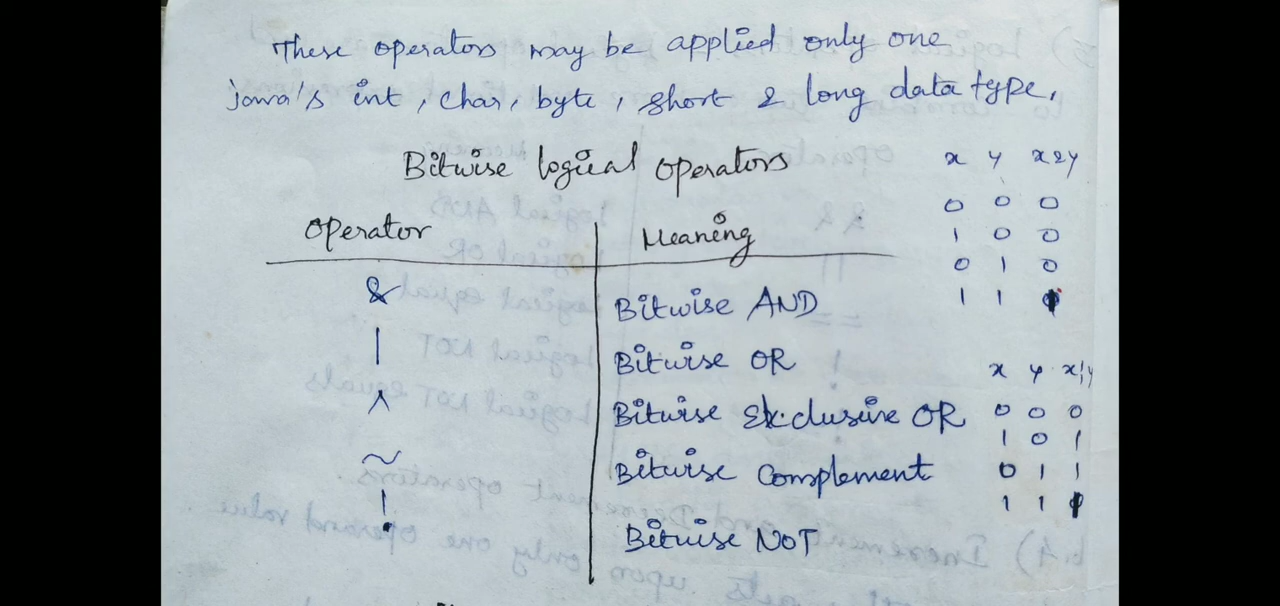 These operators may be applied only one
java's int, char, byte, short & long data type,
Bitwise logical operators
Operator Meaning
& Bitwise AND
| Bitwise OR
^ Bitwise Exclusive OR
~ Bitwise Complement
! Bitwise NOT
x y x&y
0 0 0
1 0 0
0 1 0
1 1 1
x y x|y
0 0 0
1 0 1
0 1 1
1 1 1